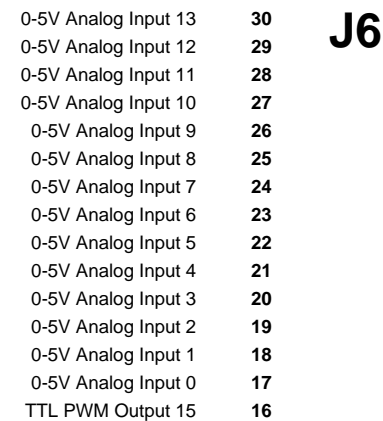 0-5V Analog Input 13 30 J6
0-5V Analog Input 12 29
0-5V Analog Input 11 28
0-5V Analog Input 10 27
0-5V Analog Input 9 26
0-5V Analog Input 8 25
0-5V Analog Input 7 24
0-5V Analog Input 6 23
0-5V Analog Input 5 22
0-5V Analog Input 4 21
0-5V Analog Input 3 20
0-5V Analog Input 2 19
0-5V Analog Input 1 18
0-5V Analog Input 0 17
TTL PWM Output 15 16